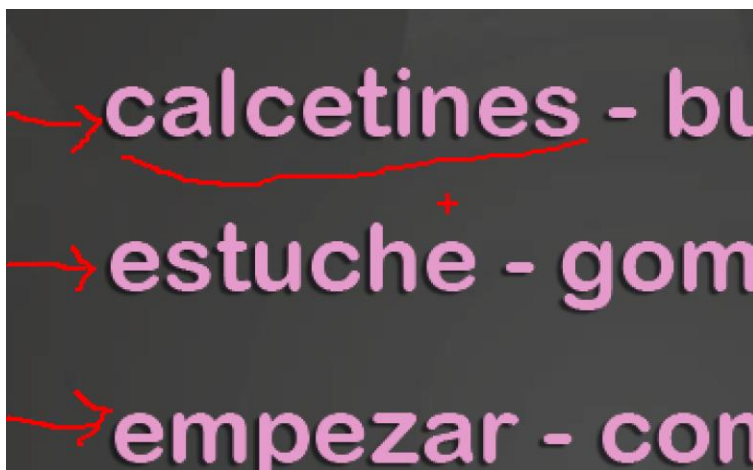 calcetines - bu
estuche - gom
empezar - com